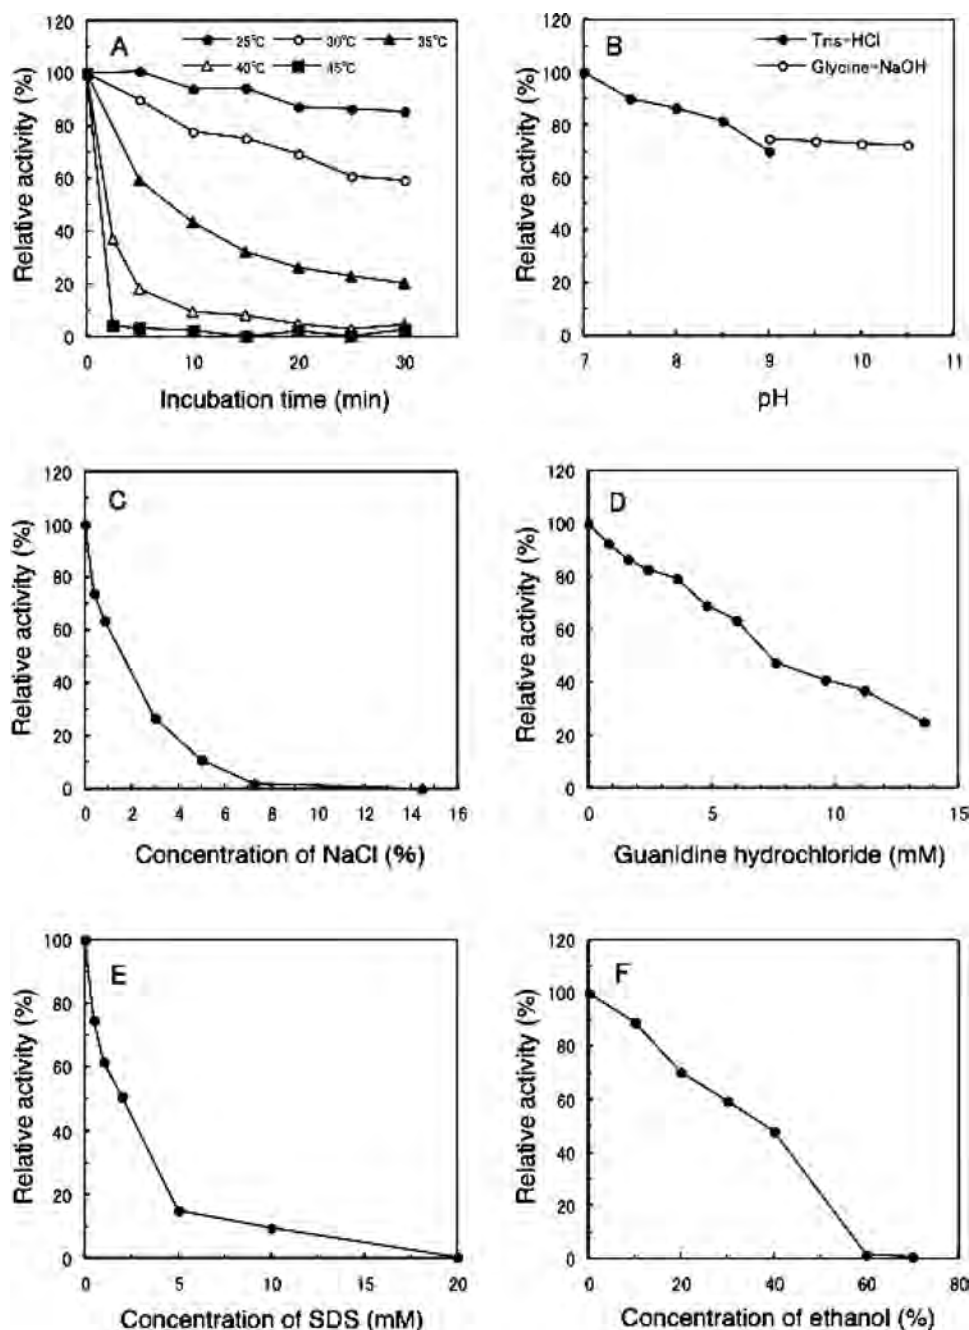 A
25°C 30°C 35°C
40°C 45°C
120
100
80
60
40
20
0
0 10 20 30
Relative activity (%)
Incubation time (min)
B
Tris-HCl
Glycine-NaOH
120
100
80
60
40
20
0
7 8 9 10 11
Relative activity (%)
pH
C
120
100
80
60
40
20
0
0 2 4 6 8 10 12 14 16
Relative activity (%)
Concentration of NaCl (%)
D
120
100
80
60
40
20
0
0 5 10 15
Relative activity (%)
Guanidine hydrochloride (mM)
E
100
80
60
40
20
0
0 5 10 15 20
Relative activity (%)
Concentration of SDS (mM)
F
120
100
80
60
40
20
0
0 20 40 60 80
Relative activity (%)
Concentration of ethanol (%)